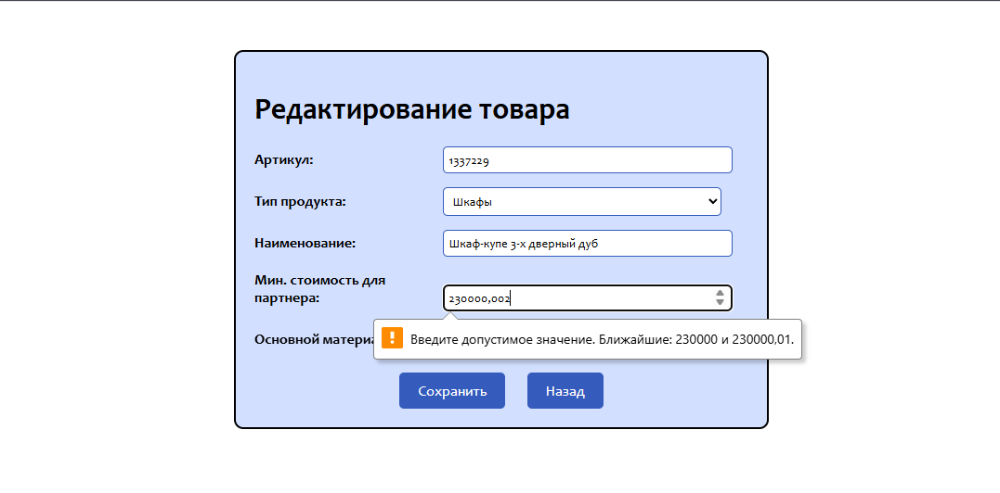 Редактирование товара
Артикул:
1337229
Тип продукта:
Шкафы
Наименование:
Шкаф-купе 3-х дверный дуб
Мин. стоимость для
партнера:
230000,002
Основной матери
Введите допустимое значение. Ближайшие: 230000 и 230000,01.
Сохранить
Назад